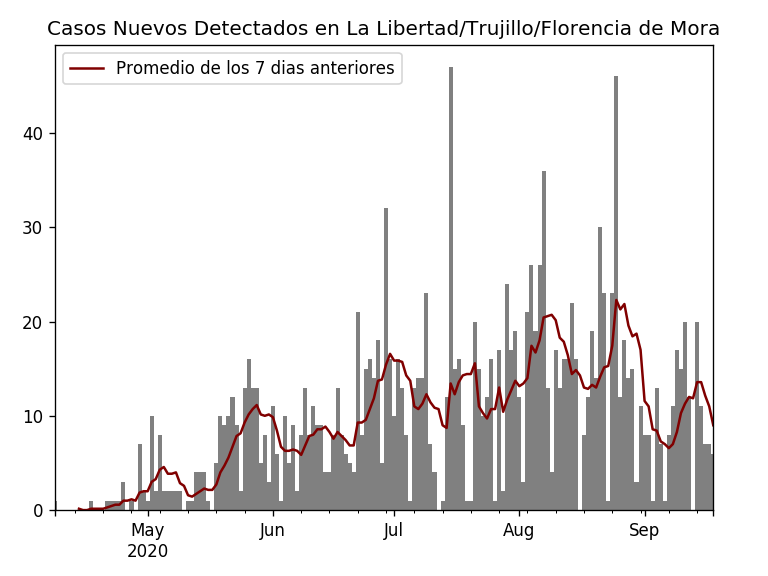 Casos Nuevos Detectados en La Libertad/Trujillo/Florencia de Mora
Promedio de los 7 dias anteriores
40
30
20
10
0
May Jun Jul Aug Sep
2020